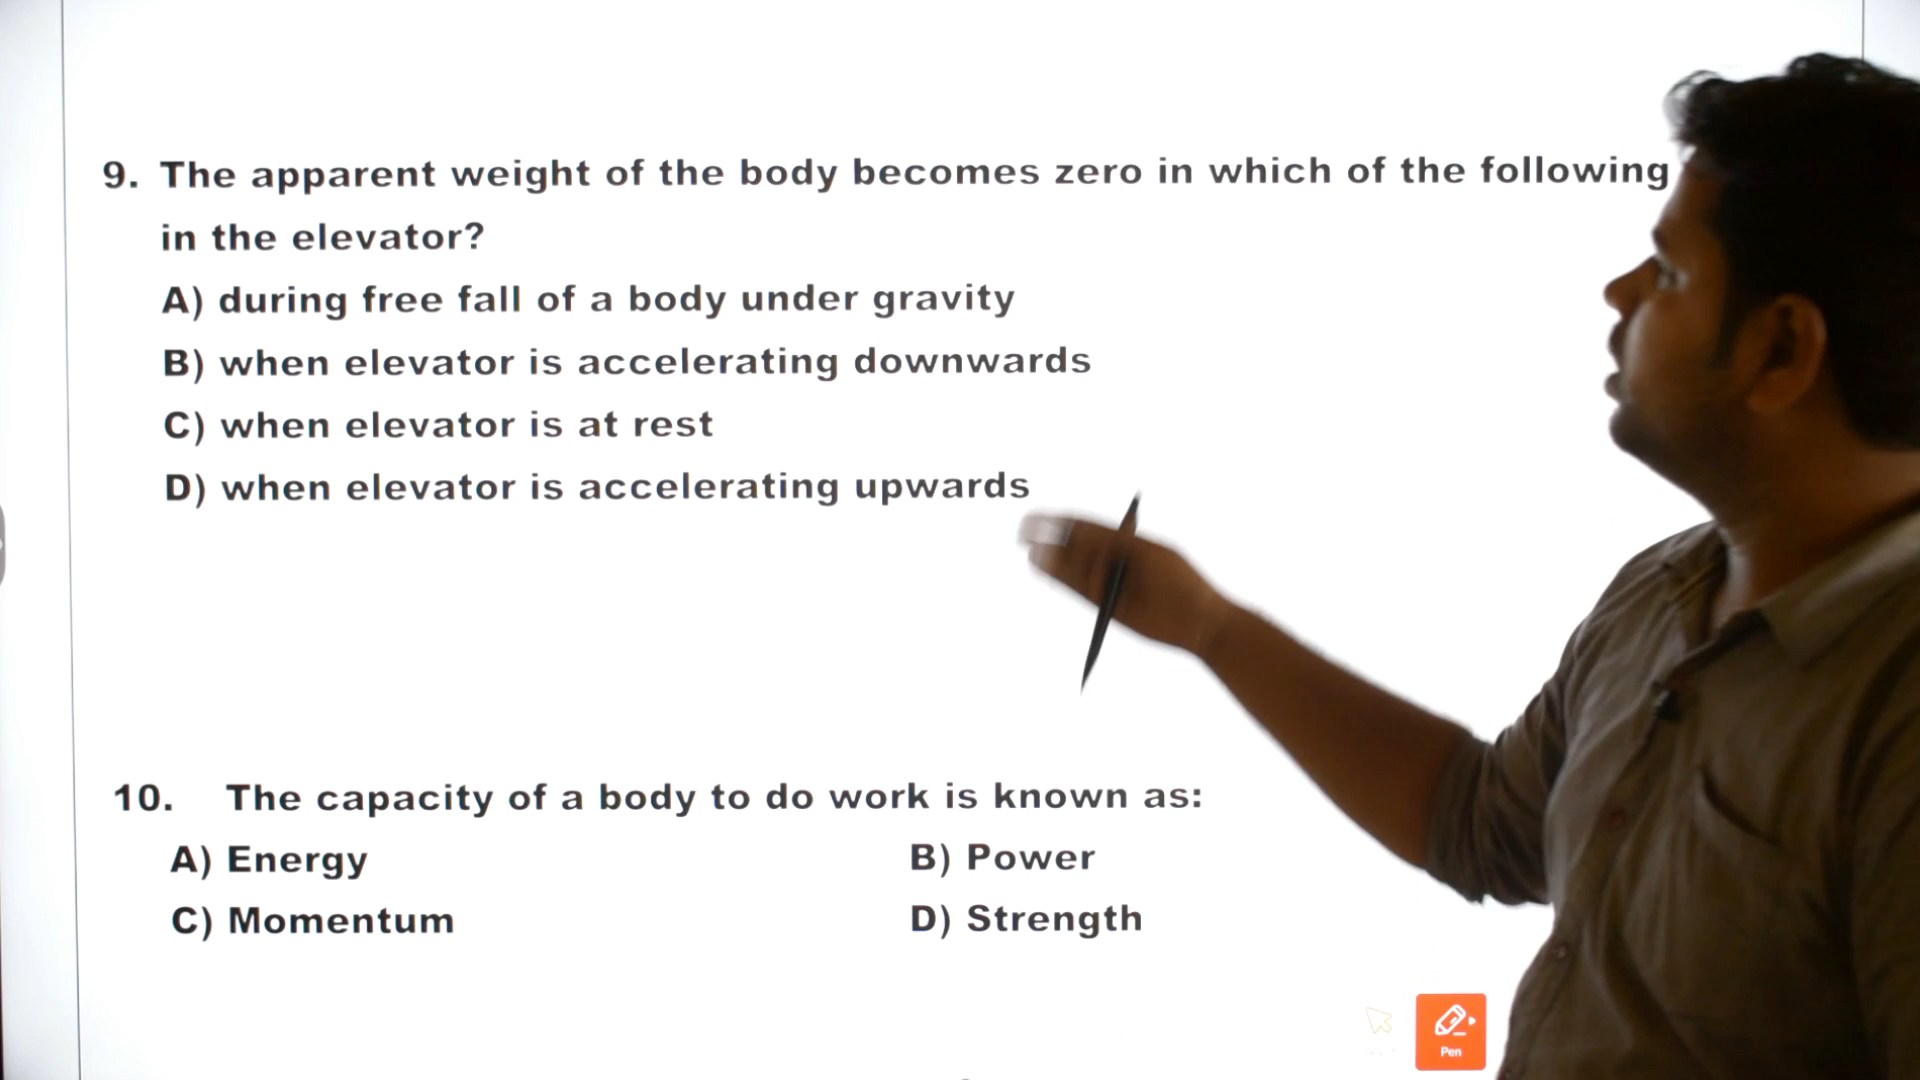 9. The apparent weight of the body becomes zero in which of the following
in the elevator?
A) during free fall of a body under gravity
B) when elevator is accelerating downwards
C) when elevator is at rest
D) when elevator is accelerating upwards
10. The capacity of a body to do work is known as:
A) Energy B) Power
C) Momentum D) Strength
Pen